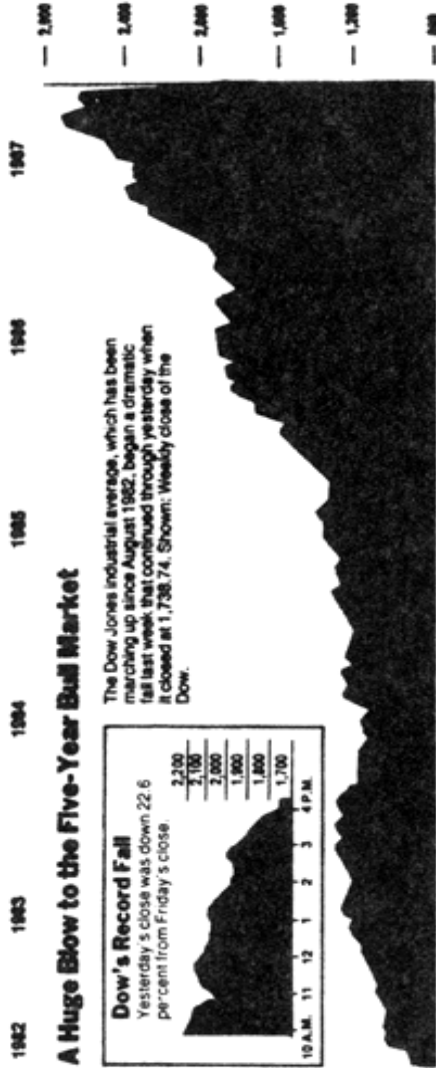 1982 1983 1984 1985 1986 1987
A Huge Blow to the Five-Year Bull Market
The Dow Jones industrial average, which has been
marching up since August 1982, began a dramatic
fall last week that continued through yesterday when
it closed at 1,738.74. Shown: Weekly close of the
Dow.
Dow's Record Fall
Yesterday's close was down 22.6
percent from Friday's close.
2,200
2,100
2,000
1,900
1,800
1,700
10 A.M. 11 12 1 2 3 4 P.M.
2,400
2,000
1,600
1,200
800